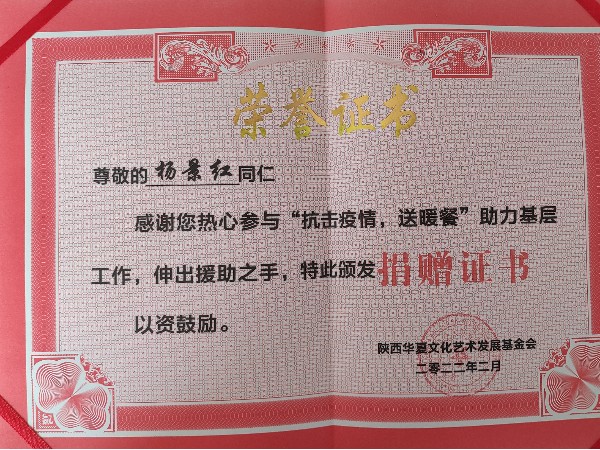 荣誉证书
尊敬的 杨景红 同仁
感谢您热心参与“抗击疫情，送暖餐”助力基层
工作，伸出援助之手，特此颁发捐赠证书
以资鼓励。
陕西华夏文化艺术发展基金会
二零二二年二月